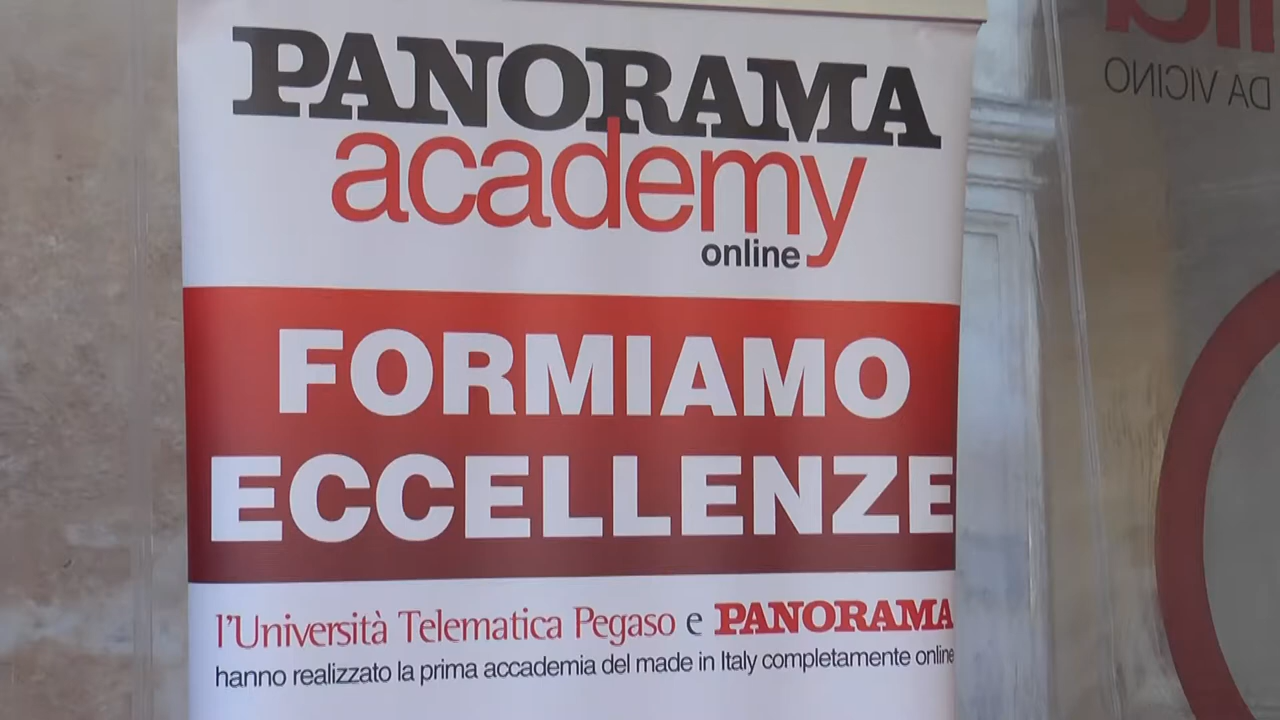 PANORAMA
academy
online
FORMIAMO
ECCELLENZE
l'Università Telematica Pegaso e PANORAMA
hanno realizzato la prima accademia del made in Italy completamente online
DA VICINO